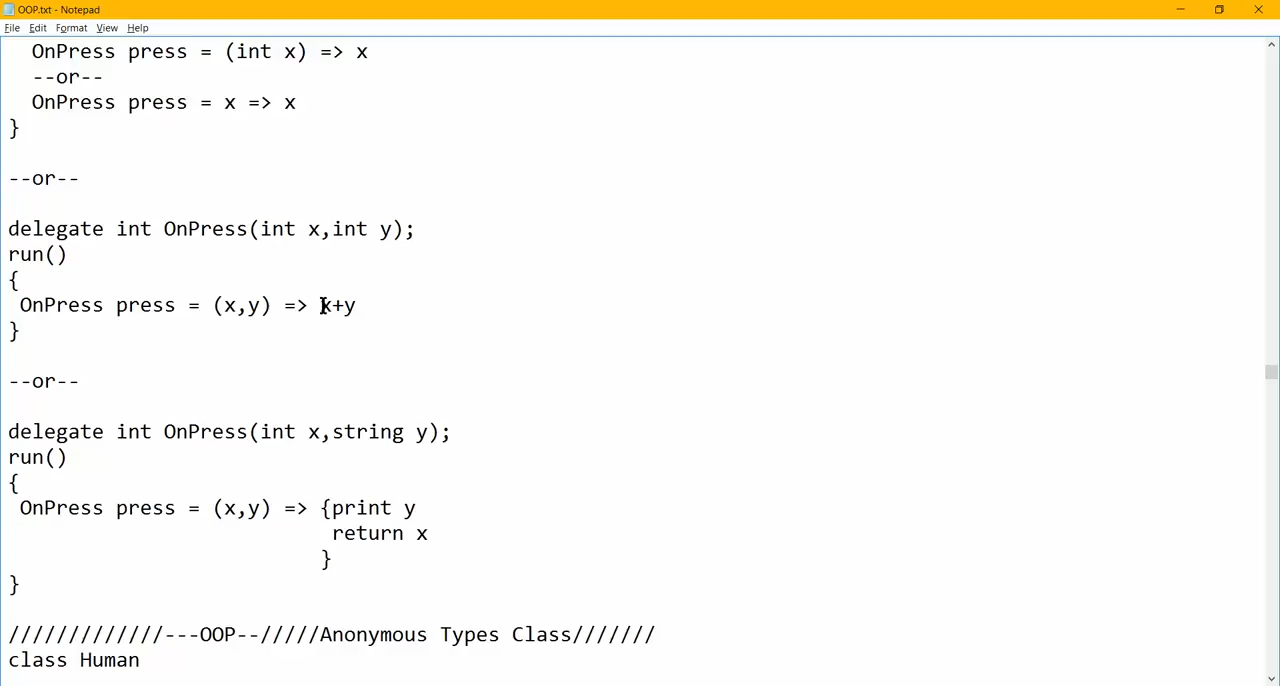 OOP.txt - Notepad
File Edit Format View Help
OnPress press = (int x) => x
--or--
OnPress press = x => x
}
--or--
delegate int OnPress(int x,int y);
run()
{
OnPress press = (x,y) => x+y
}
--or--
delegate int OnPress(int x,string y);
run()
{
OnPress press = (x,y) => {print y
return x
}
}
/////////////---OOP--/////Anonymous Types Class///////
class Human